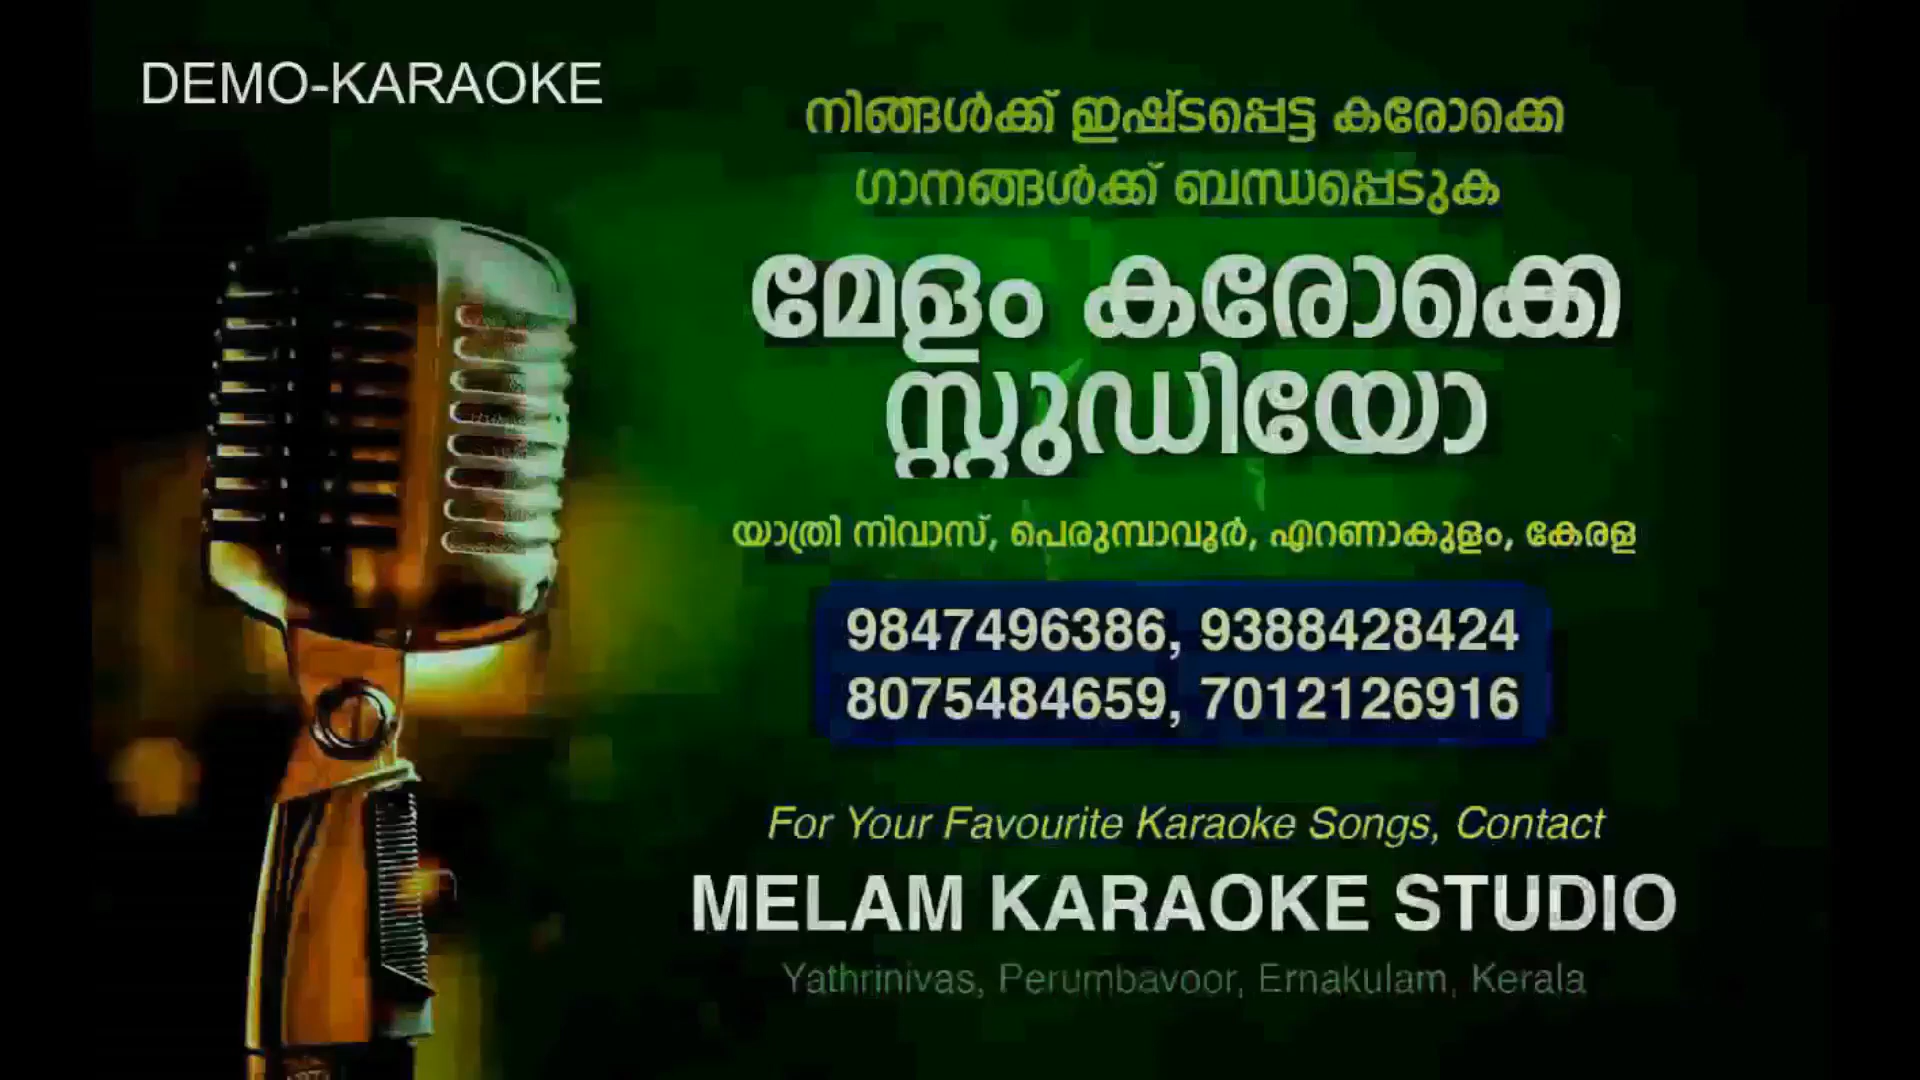 DEMO-KARAOKE
നിങ്ങൾക്ക് ഇഷ്ടപ്പെട്ട കരോക്കെ
ഗാനങ്ങൾക്ക് ബന്ധപ്പെടുക
മേളം കരോക്കെ
സ്റ്റുഡിയോ
യാത്രി നിവാസ്, പെരുമ്പാവൂർ, എറണാകുളം, കേരള
9847496386, 9388428424
8075484659, 7012126916
For Your Favourite Karaoke Songs, Contact
MELAM KARAOKE STUDIO
Yathrinivas, Perumbavoor, Ernakulam, Kerala